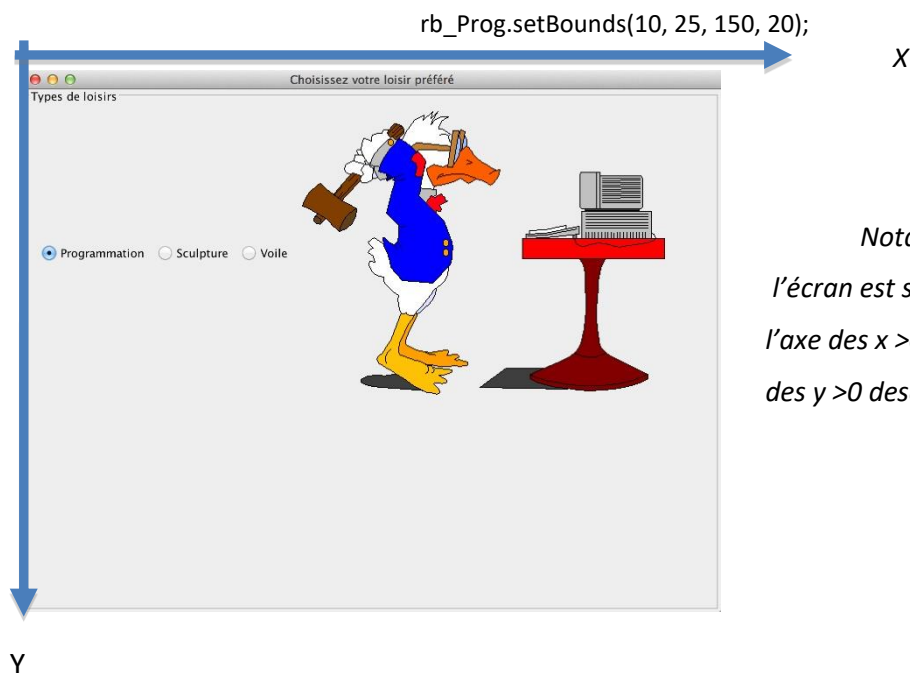 rb_Prog.setBounds(10, 25, 150, 20);
X
Choisissez votre loisir préféré
Types de loisirs
Programmation Sculpture Voile
l'écran est
l'axe des x >
des y >0 des
Y